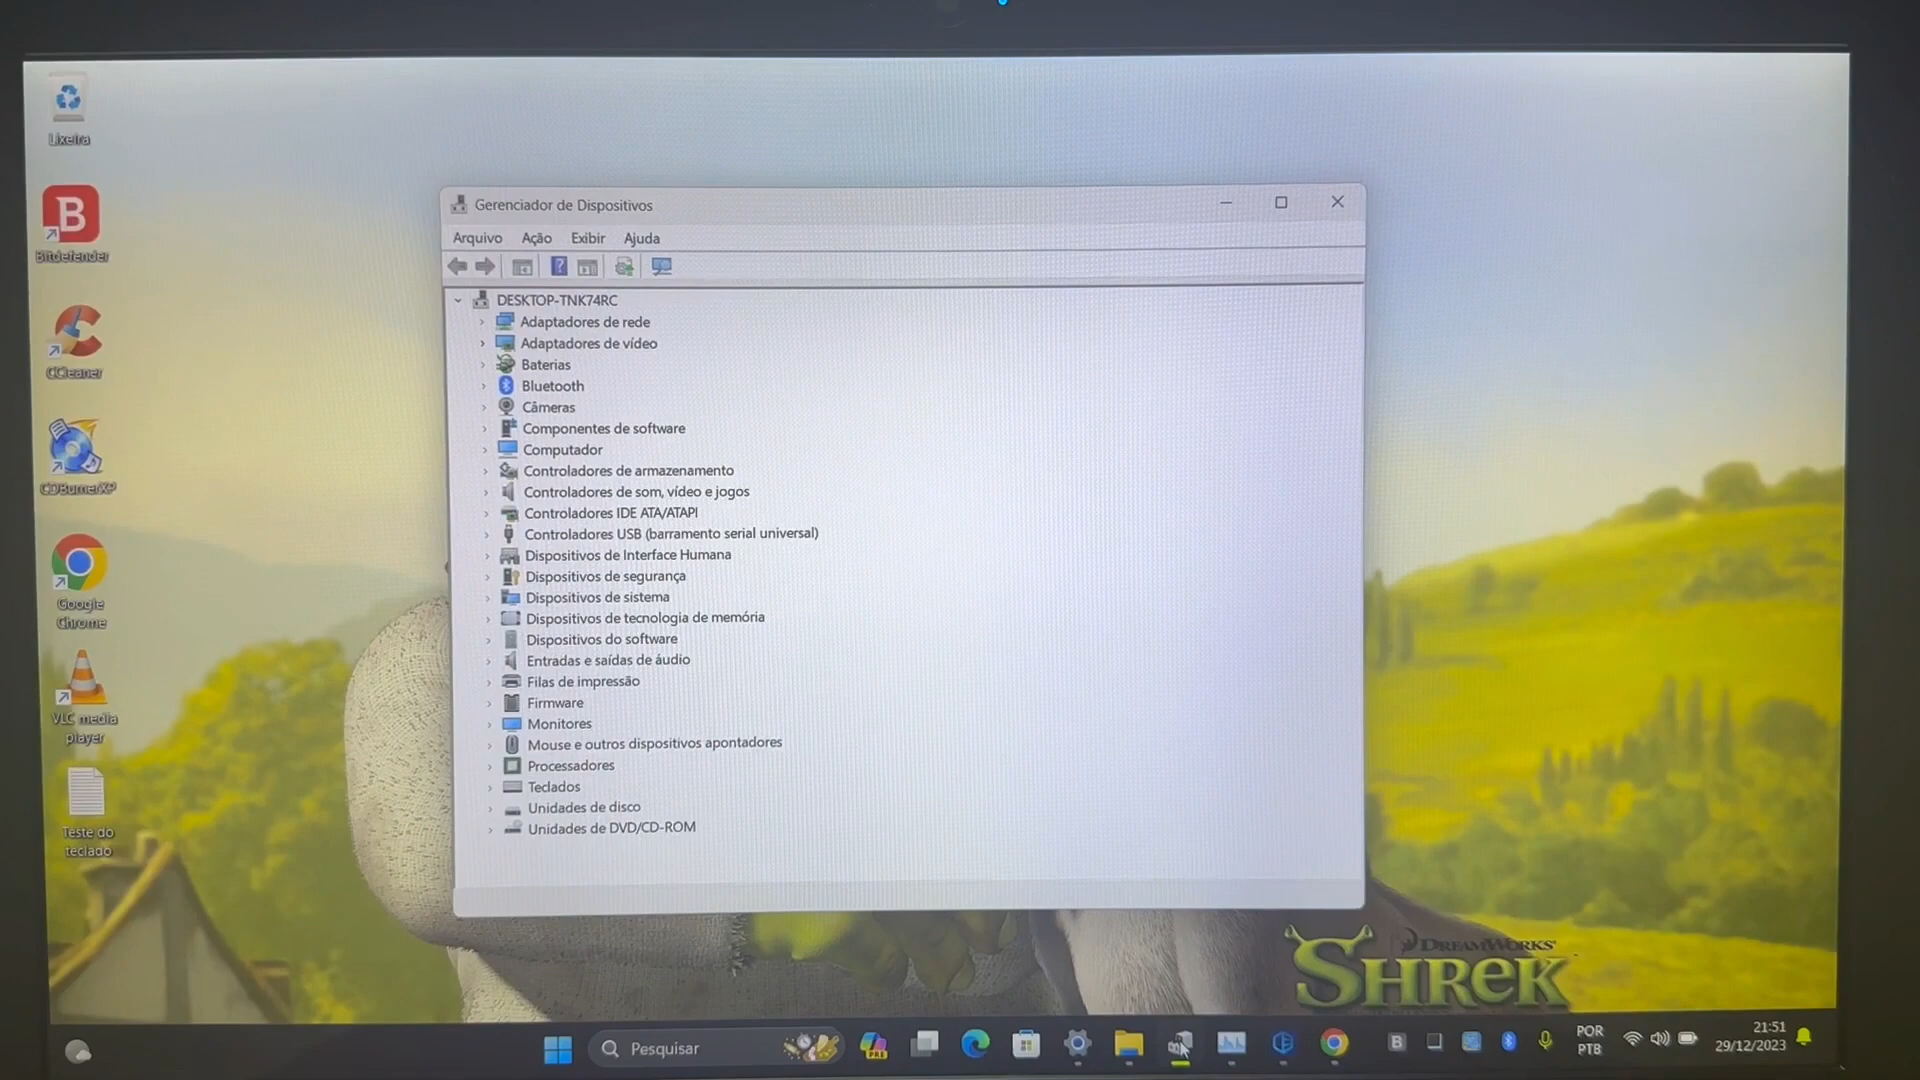 Lixeira
Bitdefender
CCleaner
CDBurnerXP
Google
Chrome
VLC media
player
Teste do
teclado
Gerenciador de Dispositivos
Arquivo Ação Exibir Ajuda
DESKTOP-TNK74RC
Adaptadores de rede
Adaptadores de vídeo
Baterias
Bluetooth
Câmeras
Componentes de software
Computador
Controladores de armazenamento
Controladores de som, vídeo e jogos
Controladores IDE ATA/ATAPI
Controladores USB (barramento serial universal)
Dispositivos de Interface Humana
Dispositivos de segurança
Dispositivos de sistema
Dispositivos de tecnologia de memória
Dispositivos do software
Entradas e saídas de áudio
Filas de impressão
Firmware
Monitores
Mouse e outros dispositivos apontadores
Processadores
Teclados
Unidades de disco
Unidades de DVD/CD-ROM
DREAMWORKS
SHREK
Pesquisar
PRE
B
POR
PTB
21:51
29/12/2023